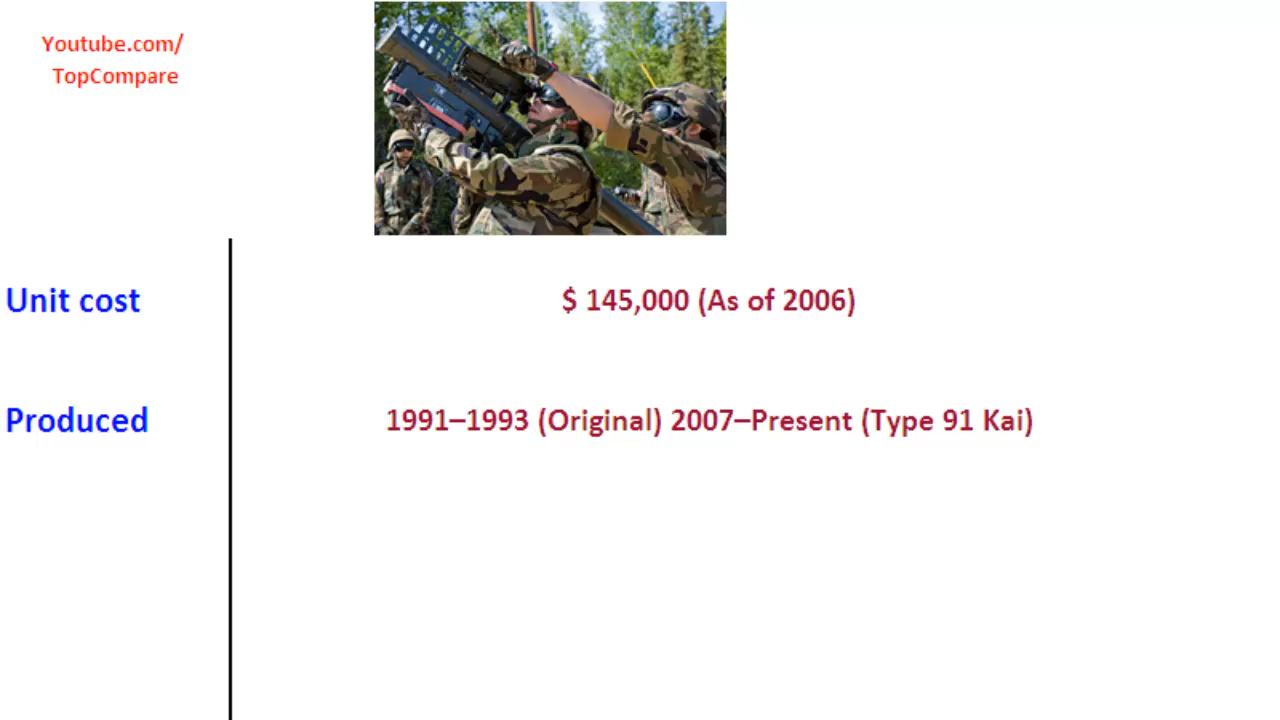 Youtube.com/
TopCompare
Unit cost
$ 145,000 (As of 2006)
Produced
1991–1993 (Original) 2007–Present (Type 91 Kai)